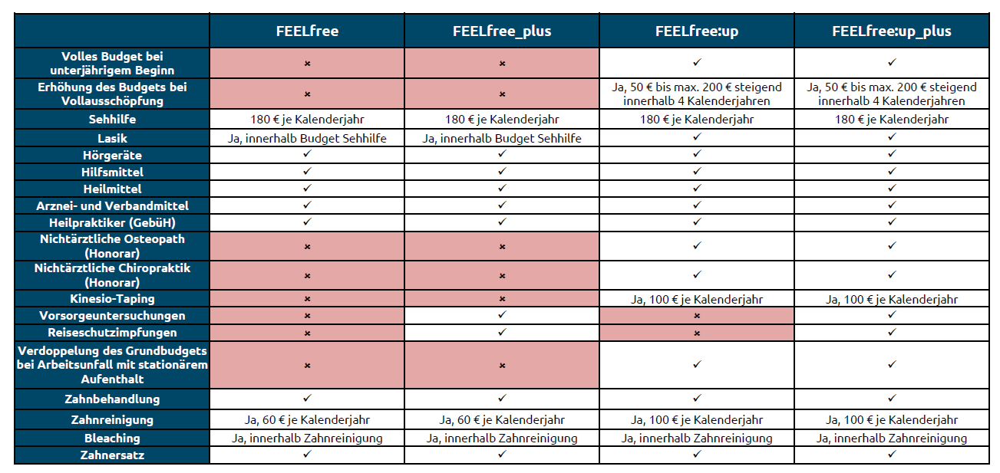 FEELfree FEELfree_plus FEELfree:up FEELfree:up_plus
Volles Budget bei
unterjährigem Beginn
× × ✓ ✓
Erhöhung des Budgets bei
Vollausschöpfung
× ×
Ja, 50 € bis max. 200 € steigend
innerhalb 4 Kalenderjahren
Ja, 50 € bis max. 200 € steigend
innerhalb 4 Kalenderjahren
Sehhilfe 180 € je Kalenderjahr 180 € je Kalenderjahr 180 € je Kalenderjahr 180 € je Kalenderjahr
Lasik Ja, innerhalb Budget Sehhilfe Ja, innerhalb Budget Sehhilfe ✓ ✓
Hörgeräte ✓ ✓ ✓ ✓
Hilfsmittel ✓ ✓ ✓ ✓
Heilmittel ✓ ✓ ✓ ✓
Arznei- und Verbandmittel ✓ ✓ ✓ ✓
Heilpraktiker (GebüH) ✓ ✓ ✓ ✓
Nichtärztliche Osteopath
(Honorar)
× × ✓ ✓
Nichtärztliche Chiropraktik
(Honorar)
× × ✓ ✓
Kinesio-Taping × × Ja, 100 € je Kalenderjahr Ja, 100 € je Kalenderjahr
Vorsorgeuntersuchungen × ✓ × ✓
Reiseschutzimpfungen × ✓ × ✓
Verdoppelung des Grundbudgets
bei Arbeitsunfall mit stationärem
Aufenthalt
× × ✓ ✓
Zahnbehandlung ✓ ✓ ✓ ✓
Zahnreinigung Ja, 60 € je Kalenderjahr Ja, 60 € je Kalenderjahr Ja, 100 € je Kalenderjahr Ja, 100 € je Kalenderjahr
Bleaching Ja, innerhalb Zahnreinigung Ja, innerhalb Zahnreinigung Ja, innerhalb Zahnreinigung Ja, innerhalb Zahnreinigung
Zahnersatz ✓ ✓ ✓ ✓